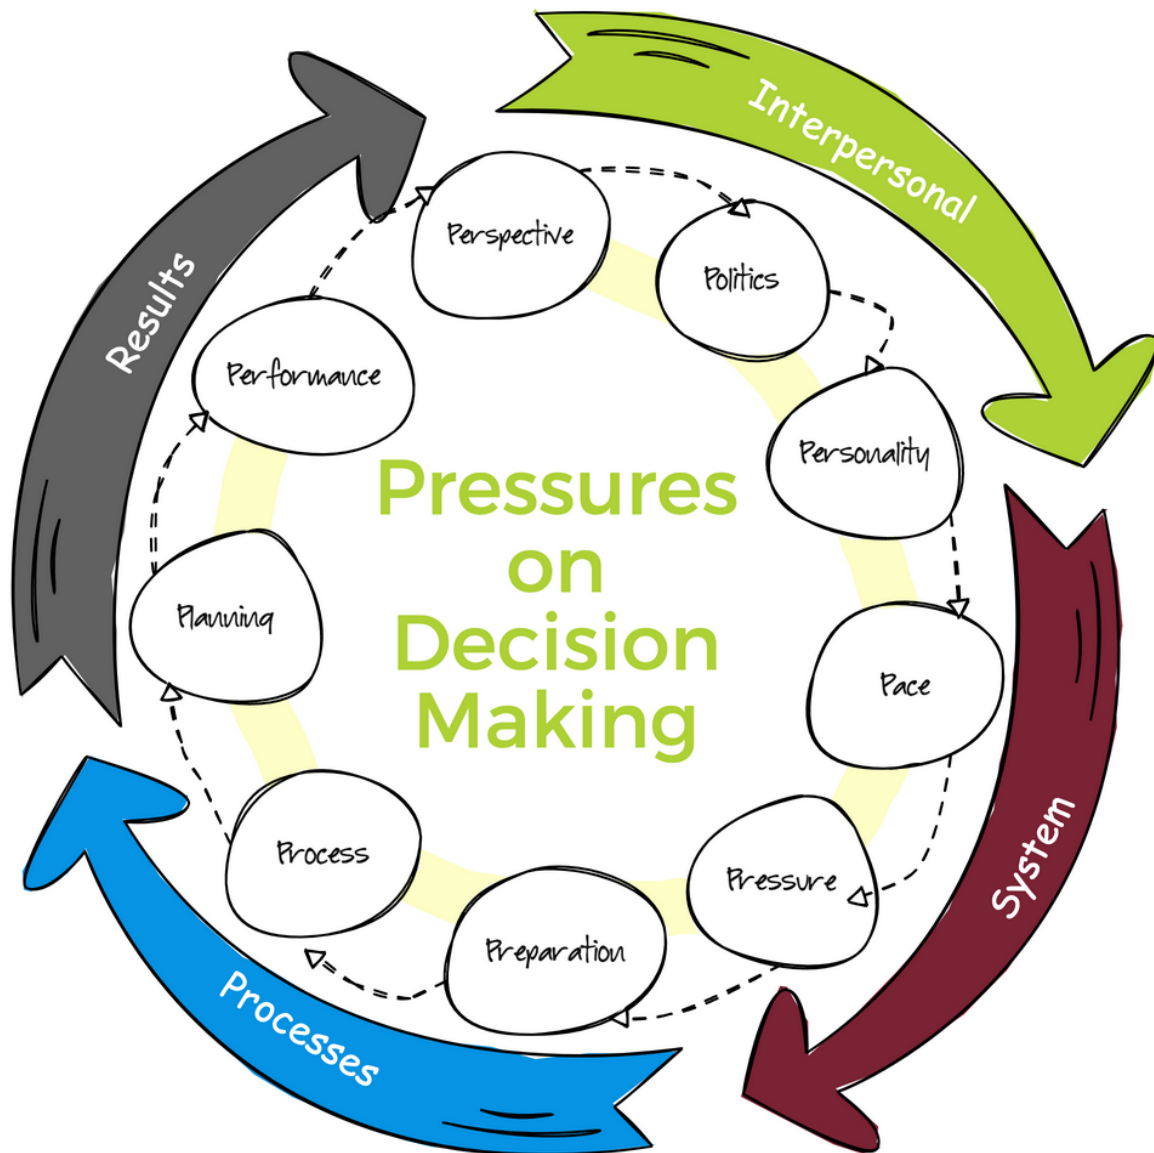 Interpersonal
Results
Perspective
Politics
Performance
Personality
Pressures
on
Decision
Making
Planning
Pace
System
Process
Pressure
Preparation
Processes